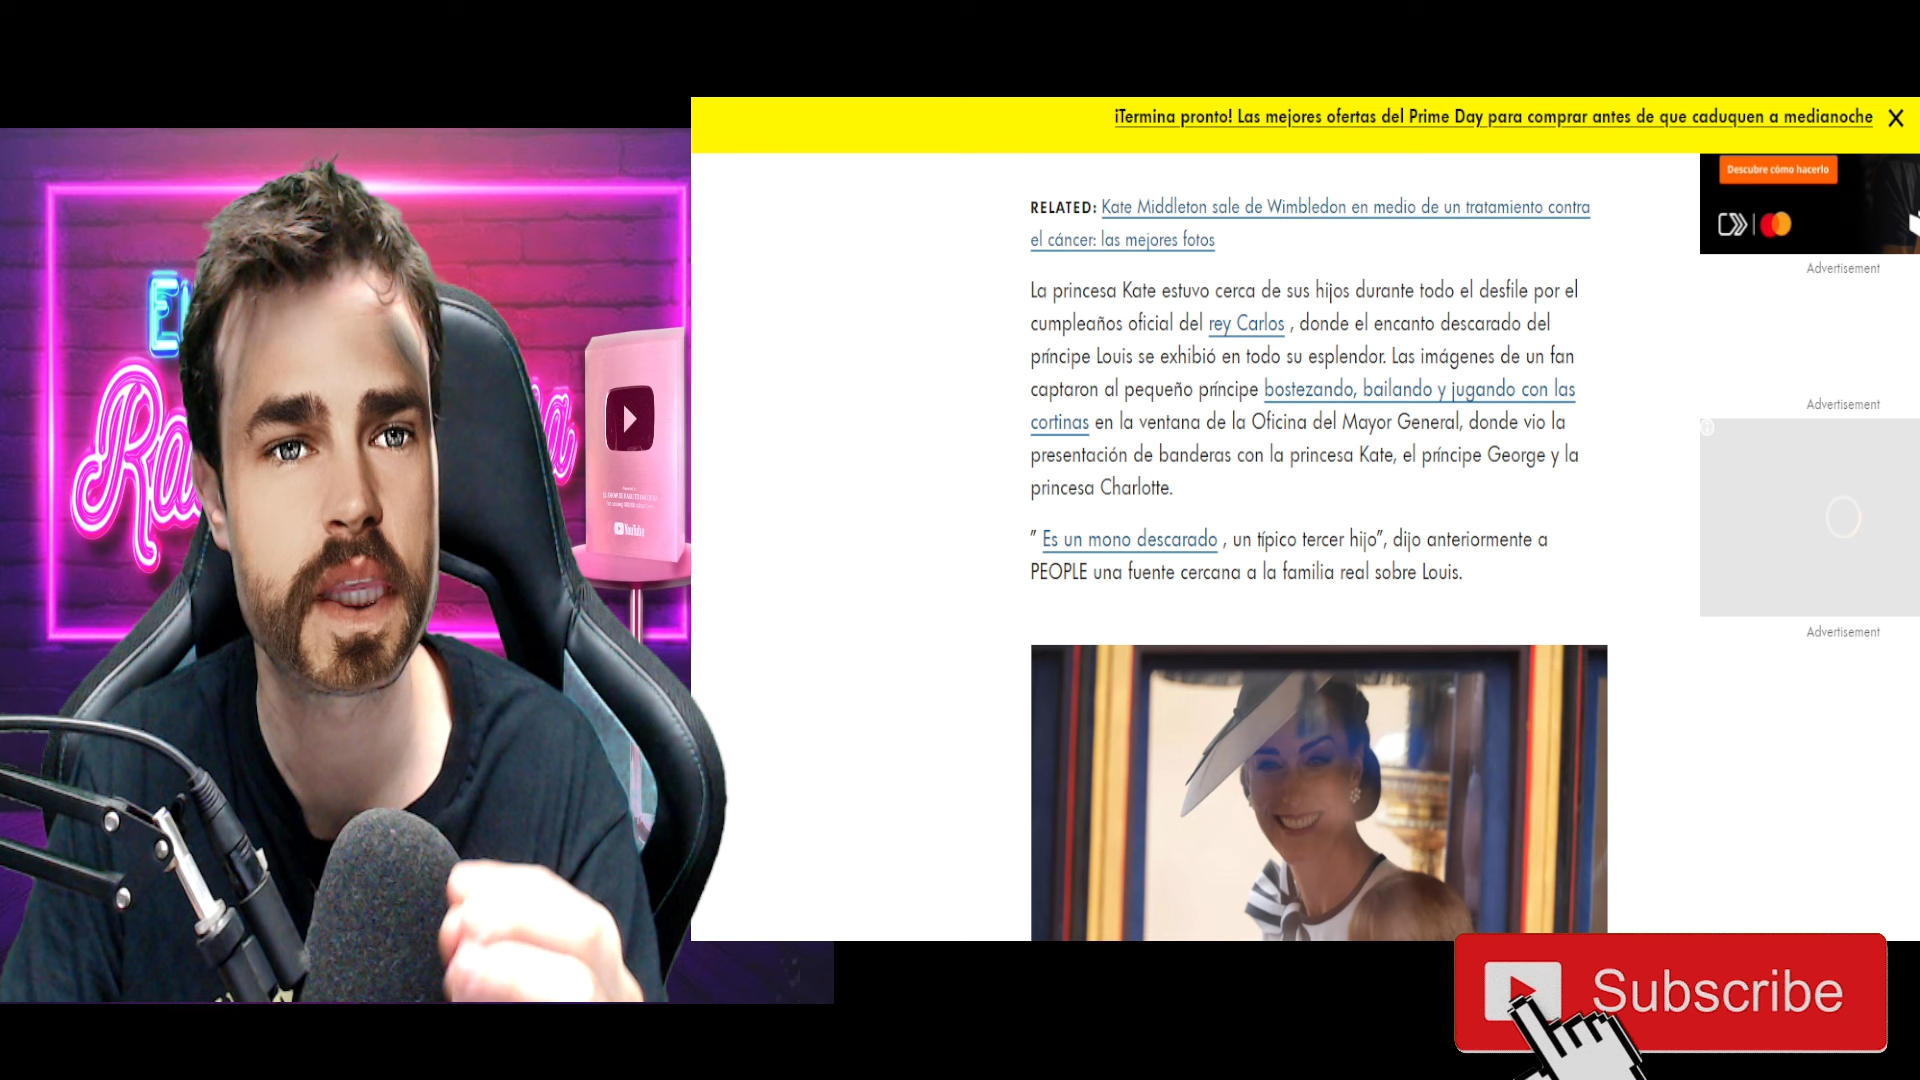 ¡Termina pronto! Las mejores ofertas del Prime Day para comprar antes de que caduquen a medianoche
Descubre cómo hacerlo
RELATED: Kate Middleton sale de Wimbledon en medio de un tratamiento contra
el cáncer: las mejores fotos
Advertisement
La princesa Kate estuvo cerca de sus hijos durante todo el desfile por el
cumpleaños oficial del rey Carlos , donde el encanto descarado del
príncipe Louis se exhibió en todo su esplendor. Las imágenes de un fan
captaron al pequeño príncipe bostezando, bailando y jugando con las
cortinas en la ventana de la Oficina del Mayor General, donde vio la
presentación de banderas con la princesa Kate, el príncipe George y la
princesa Charlotte.
Advertisement
" Es un mono descarado , un típico tercer hijo", dijo anteriormente a
PEOPLE una fuente cercana a la familia real sobre Louis.
Advertisement
YouTube
Subscribe